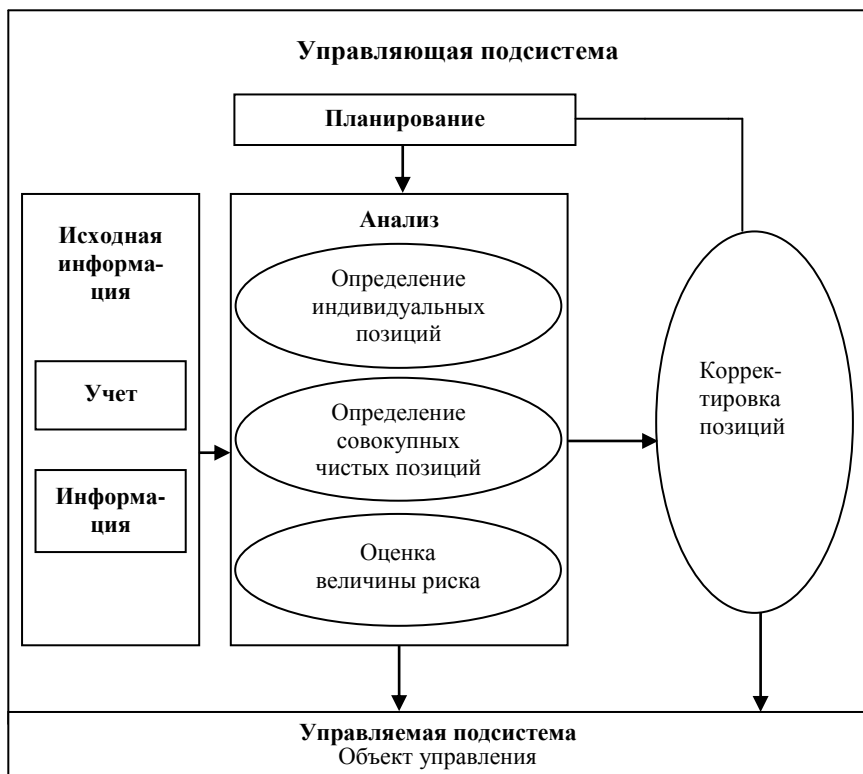 Управляющая подсистема
Планирование
Исходная
информа-
ция
Учет
Информа-
ция
Анализ
Определение
индивидуальных
позиций
Определение
совокупных
чистых позиций
Оценка
величины риска
Коррек-
тировка
позиций
Управляемая подсистема
Объект управления